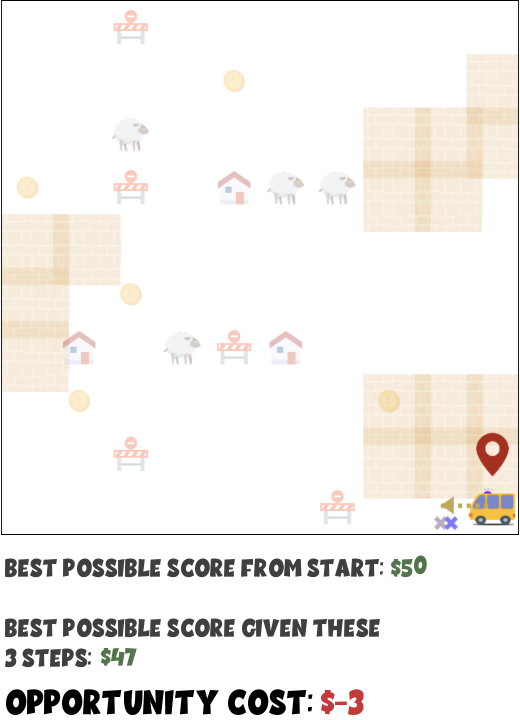 BEST POSSIBLE SCORE FROM START: $50
BEST POSSIBLE SCORE GIVEN THESE
3 STEPS: $47
OPPORTUNITY COST: $-3